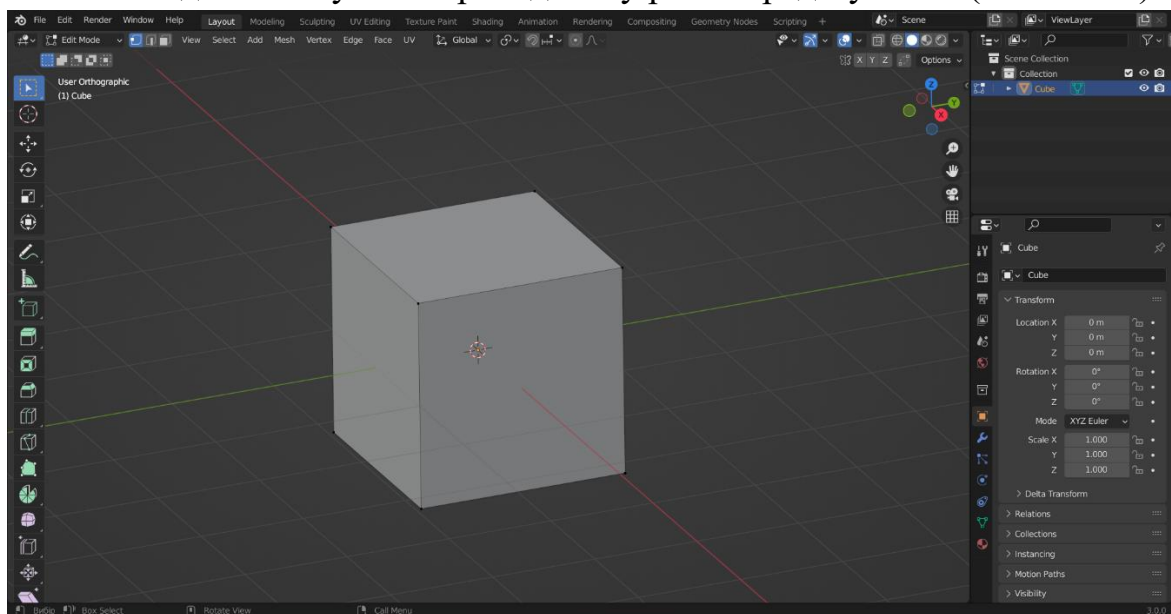 File Edit Render Window Help Layout Modeling Sculpting UV Editing Texture Paint Shading Animation Rendering Compositing Geometry Nodes Scripting + Scene ViewLayer
Edit Mode View Select Add Mesh Vertex Edge Face UV Global
X Y Z Options
User Orthographic
(1) Cube
Z
Y
X
Scene Collection
Collection
Cube
Cube
Cube
Transform
Location X 0 m
Y 0 m
Z 0 m
Rotation X 0°
Y 0°
Z 0°
Mode XYZ Euler
Scale X 1.000
Y 1.000
Z 1.000
Delta Transform
Relations
Collections
Instancing
Motion Paths
Visibility
Вибір Box Select Rotate View Call Menu 3.0.0